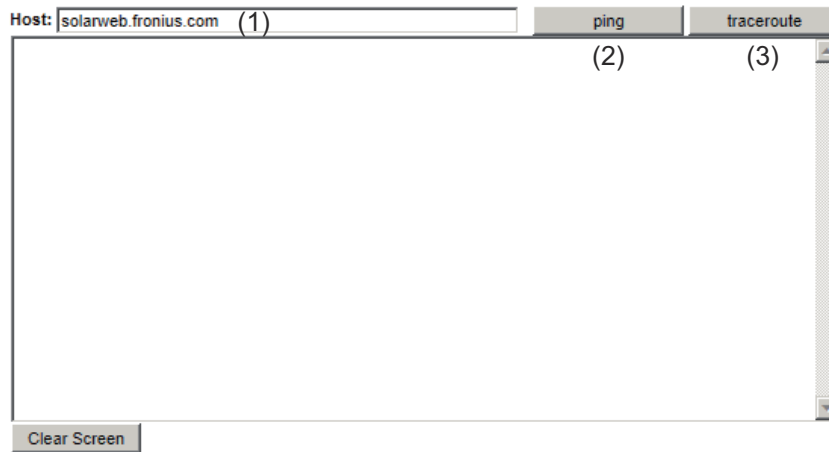 Host: solarweb.fronius.com (1) ping traceroute
(2) (3)
Clear Screen